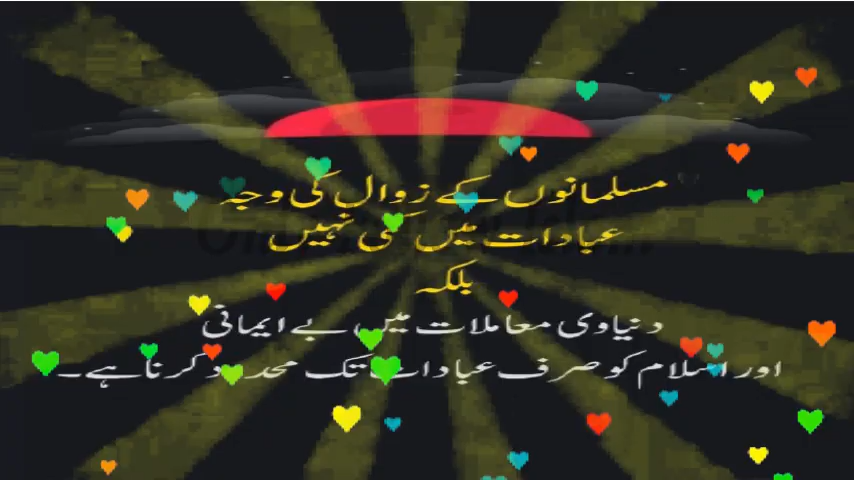 مسلمانوں کے زوال کی وجہ
عبادات میں کمی نہیں
بلکہ
دنیاوی معاملات میں بے ایمانی
اور اسلام کو صرف عبادات تک محدود کرنا ہے۔